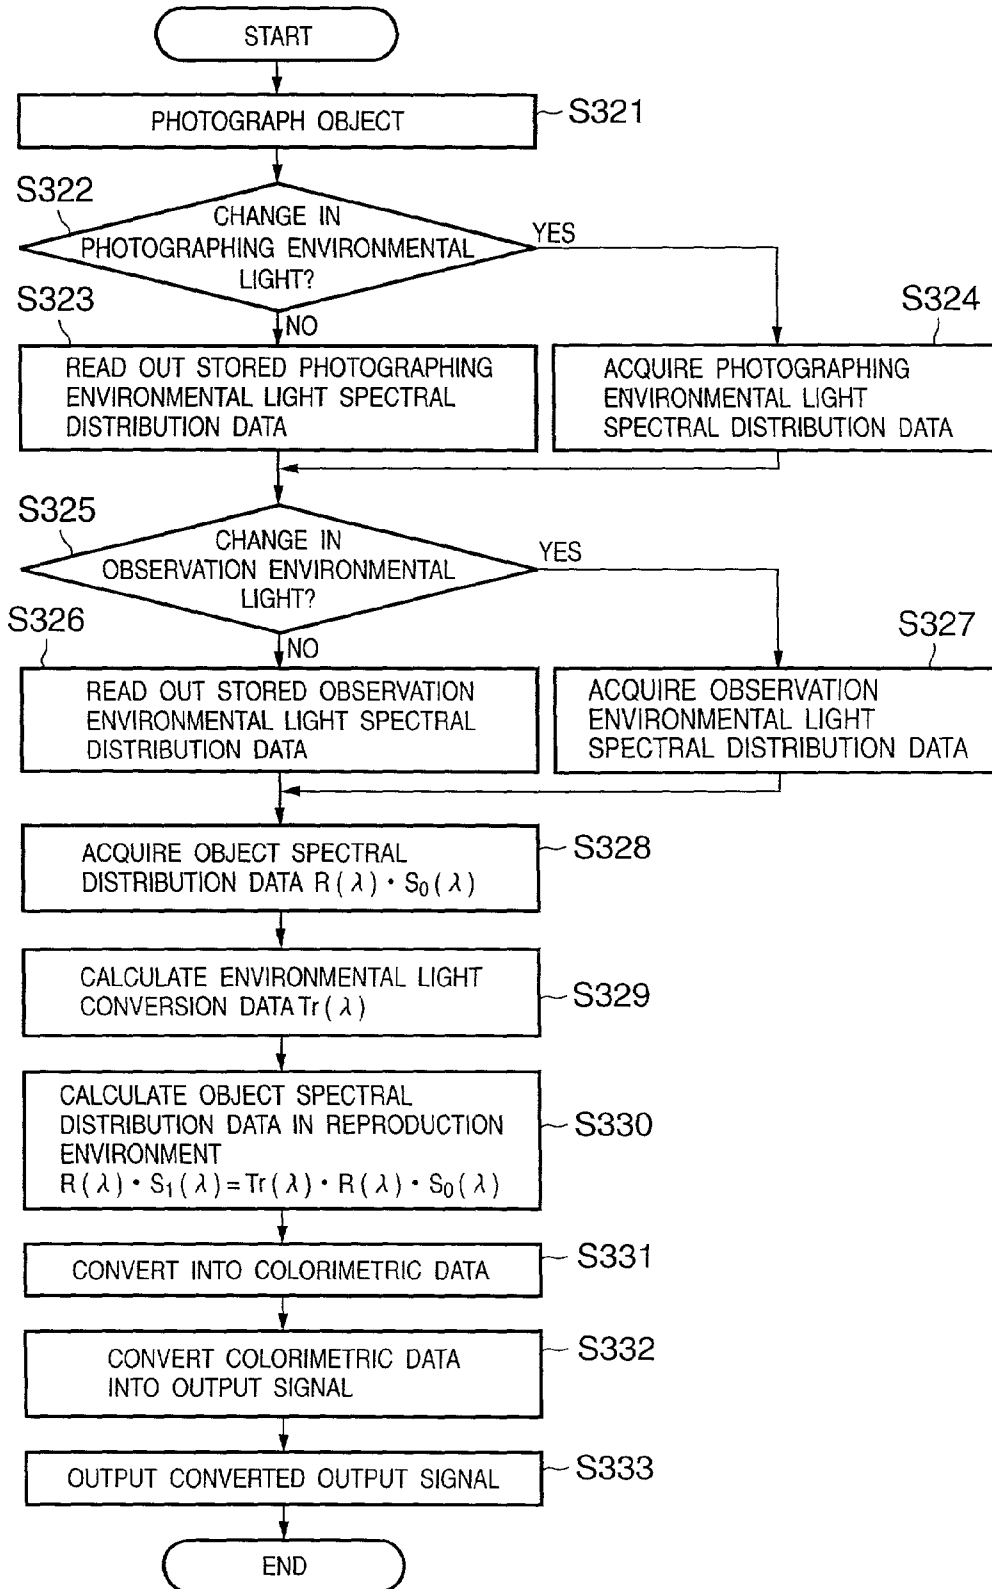 START
PHOTOGRAPH OBJECT
S321
S322
CHANGE IN
PHOTOGRAPHING ENVIRONMENTAL
LIGHT?
YES
NO
S323
READ OUT STORED PHOTOGRAPHING
ENVIRONMENTAL LIGHT SPECTRAL
DISTRIBUTION DATA
S324
ACQUIRE PHOTOGRAPHING
ENVIRONMENTAL LIGHT
SPECTRAL DISTRIBUTION DATA
S325
CHANGE IN
OBSERVATION ENVIRONMENTAL
LIGHT?
YES
NO
S326
READ OUT STORED OBSERVATION
ENVIRONMENTAL LIGHT SPECTRAL
DISTRIBUTION DATA
S327
ACQUIRE OBSERVATION
ENVIRONMENTAL LIGHT
SPECTRAL DISTRIBUTION DATA
ACQUIRE OBJECT SPECTRAL
DISTRIBUTION DATA R(λ)・S₀(λ)
S328
CALCULATE ENVIRONMENTAL LIGHT
CONVERSION DATA Tr(λ)
S329
CALCULATE OBJECT SPECTRAL
DISTRIBUTION DATA IN REPRODUCTION
ENVIRONMENT
R(λ)・S₁(λ)=Tr(λ)・R(λ)・S₀(λ)
S330
CONVERT INTO COLORIMETRIC DATA
S331
CONVERT COLORIMETRIC DATA
INTO OUTPUT SIGNAL
S332
OUTPUT CONVERTED OUTPUT SIGNAL
S333
END